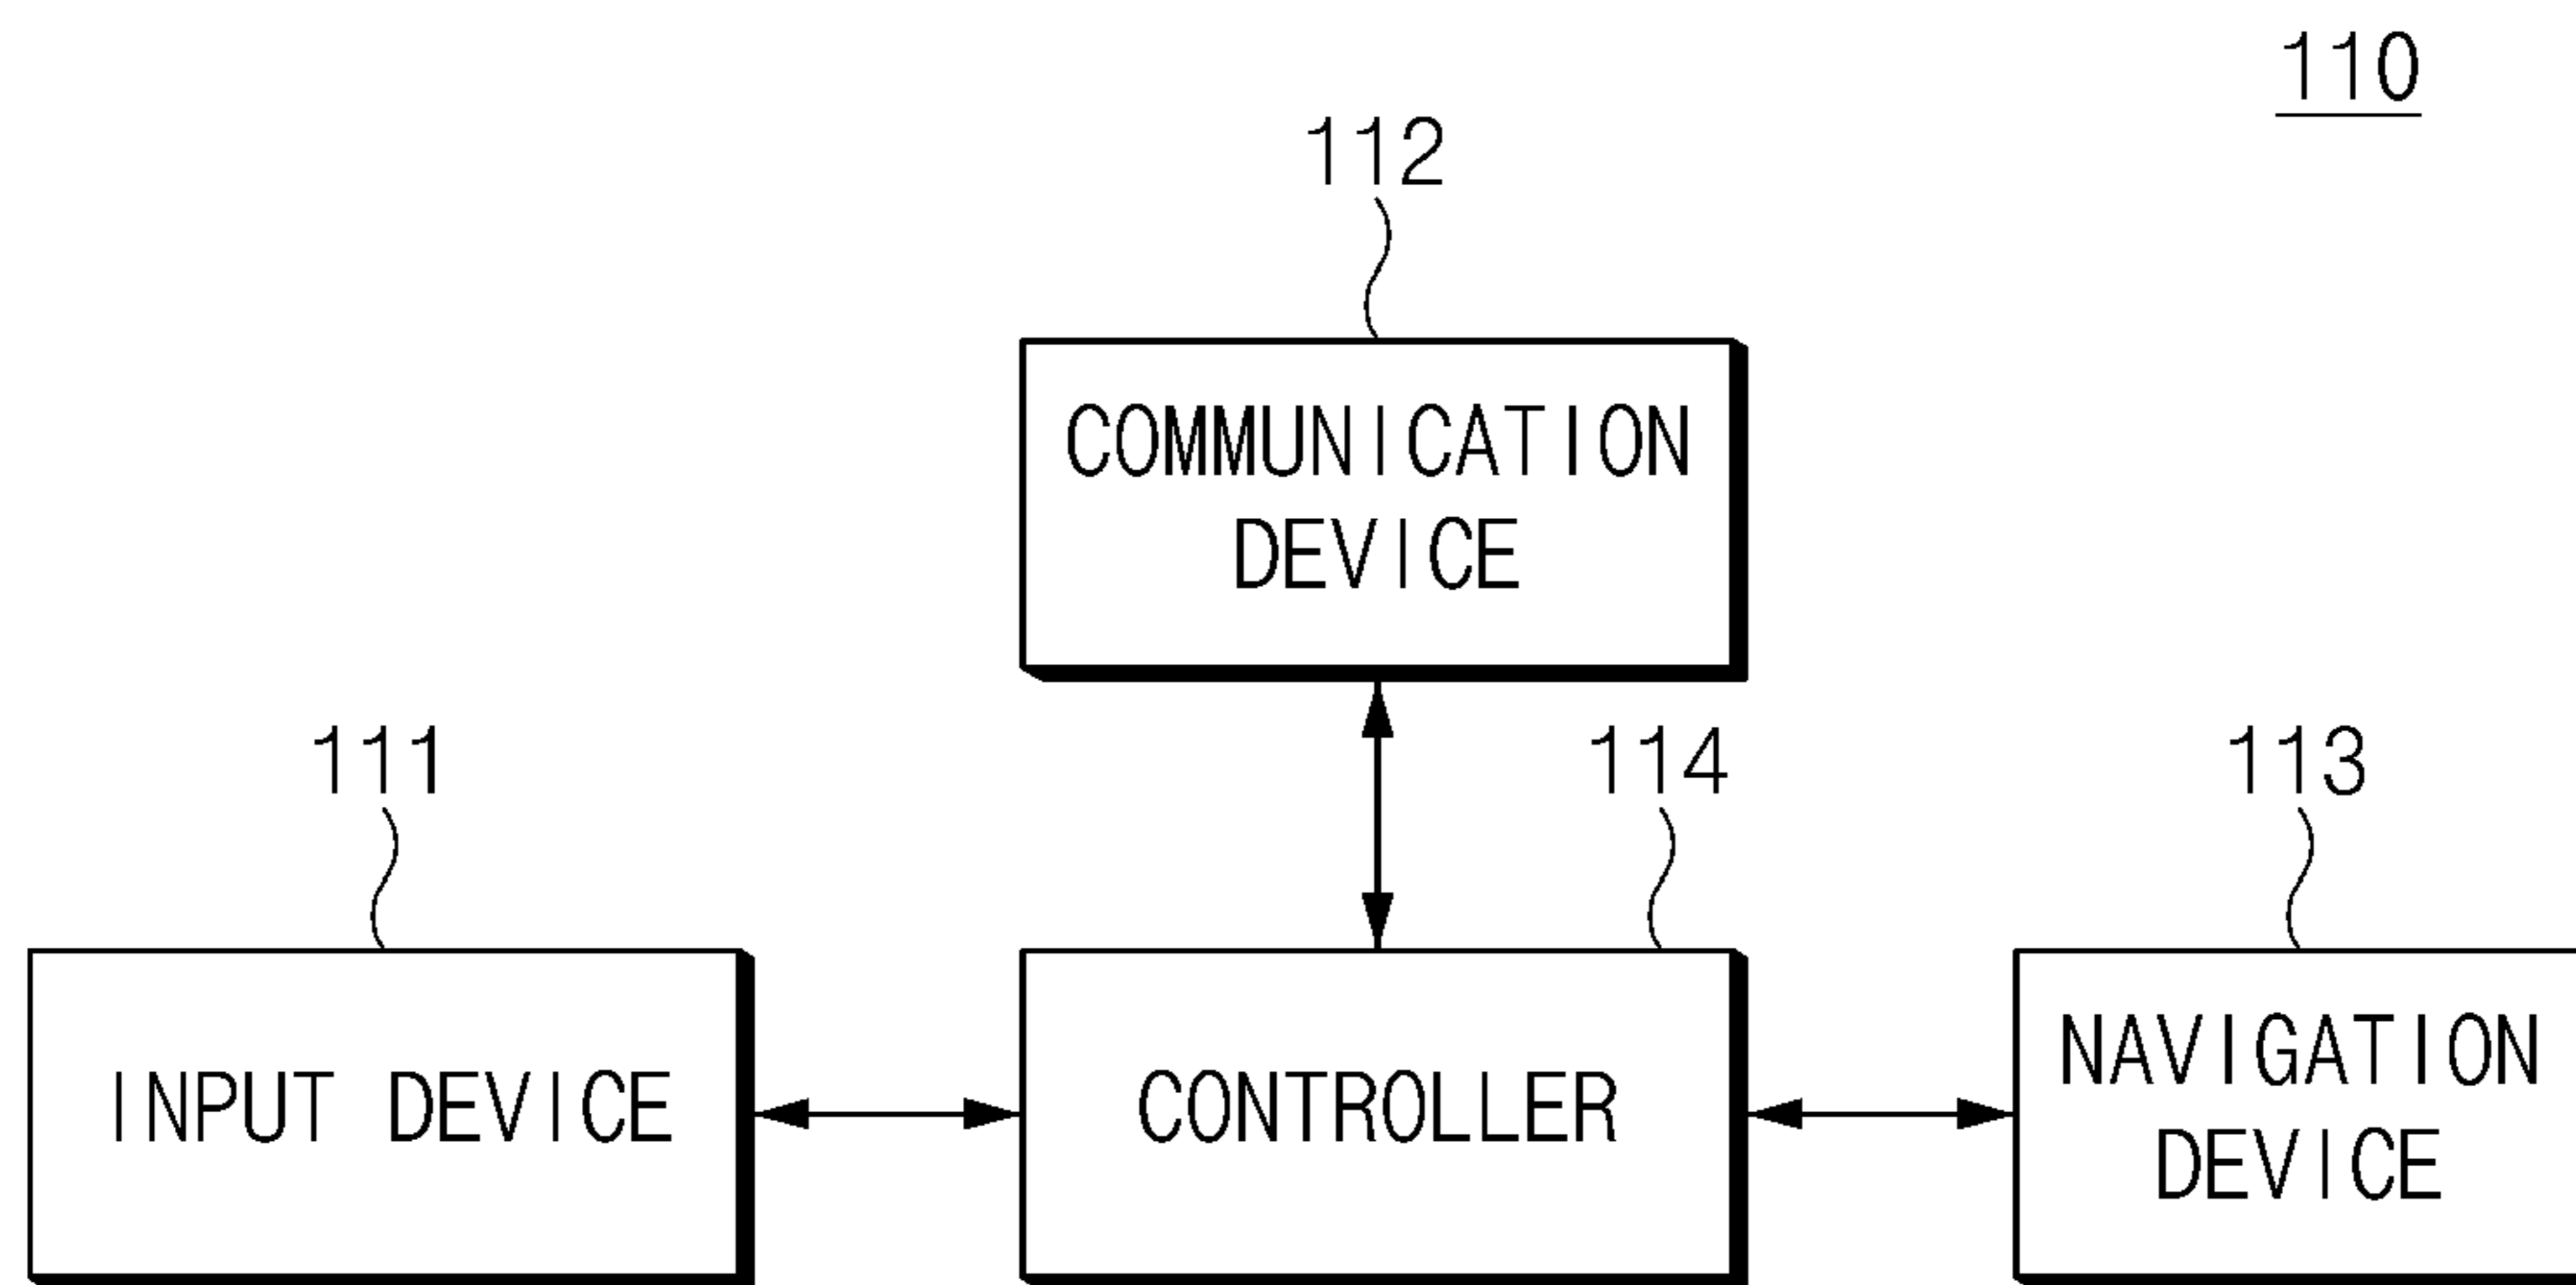 110
112
COMMUNICATION
DEVICE
111
114
113
INPUT DEVICE
CONTROLLER
NAVIGATION
DEVICE